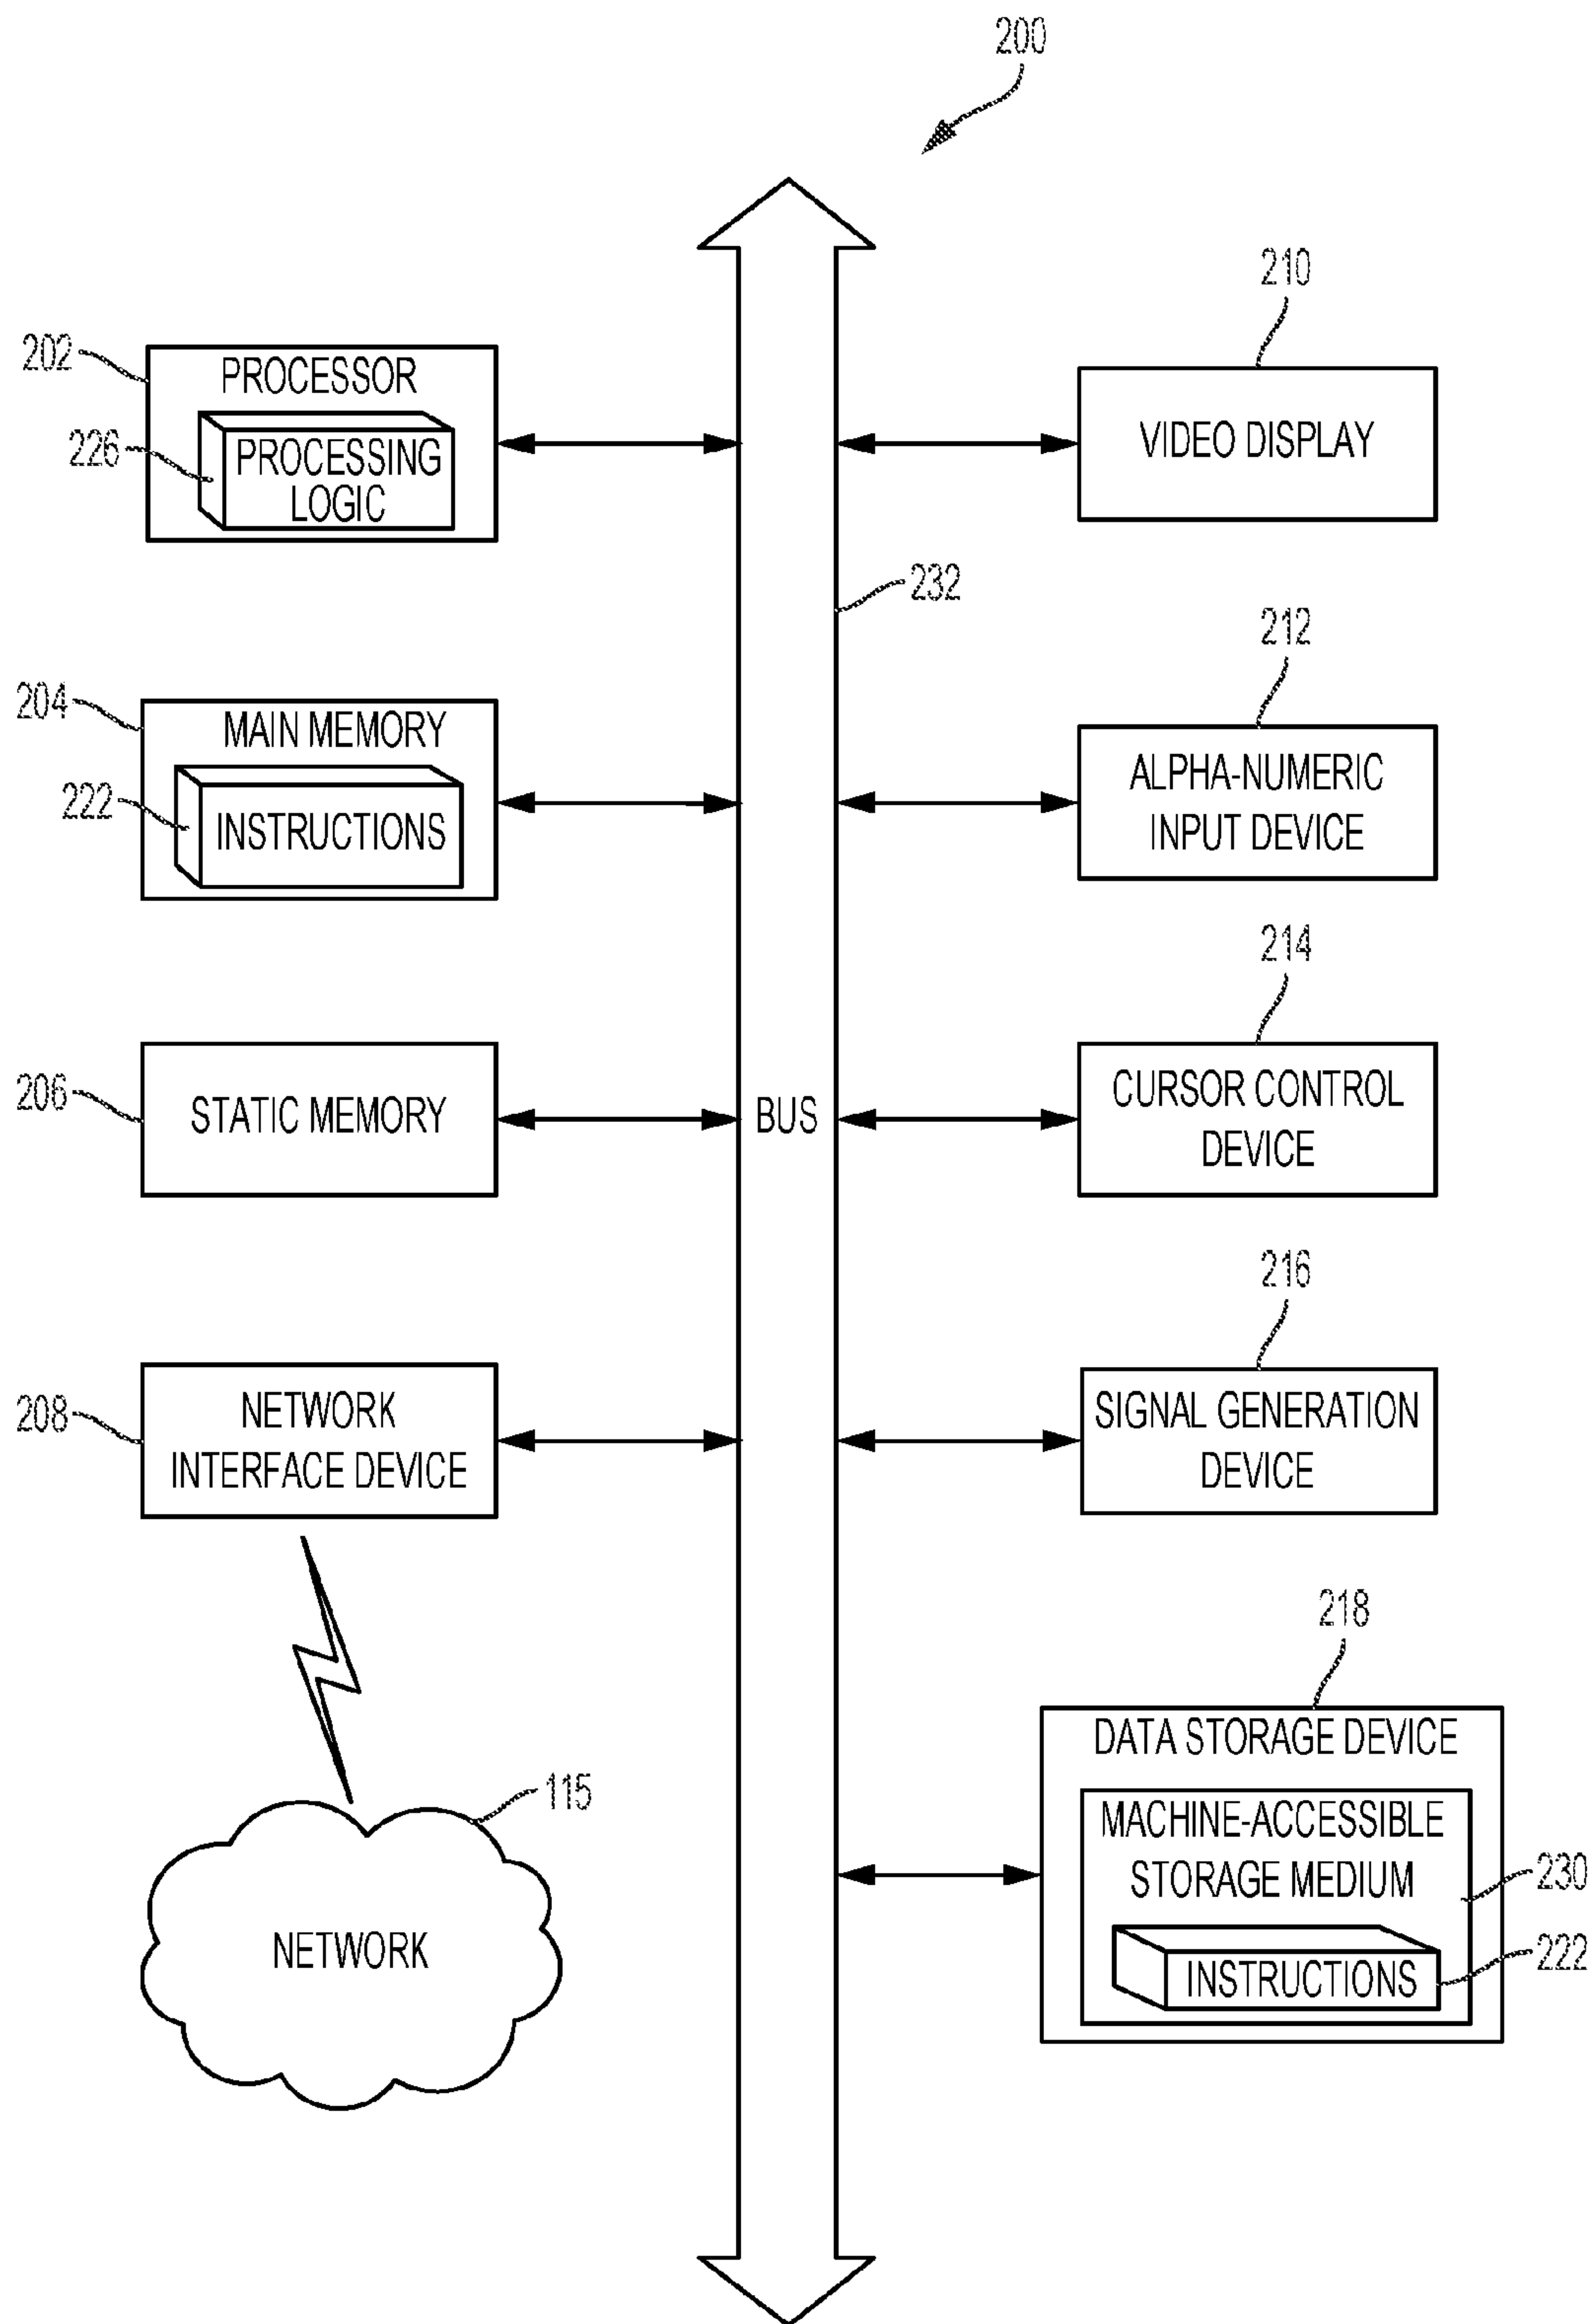 200
202
PROCESSOR
226
PROCESSING
LOGIC
210
VIDEO DISPLAY
232
204
MAIN MEMORY
222
INSTRUCTIONS
212
ALPHA-NUMERIC
INPUT DEVICE
206
STATIC MEMORY
BUS
214
CURSOR CONTROL
DEVICE
208
NETWORK
INTERFACE DEVICE
216
SIGNAL GENERATION
DEVICE
115
NETWORK
218
DATA STORAGE DEVICE
MACHINE-ACCESSIBLE
STORAGE MEDIUM
230
INSTRUCTIONS
222